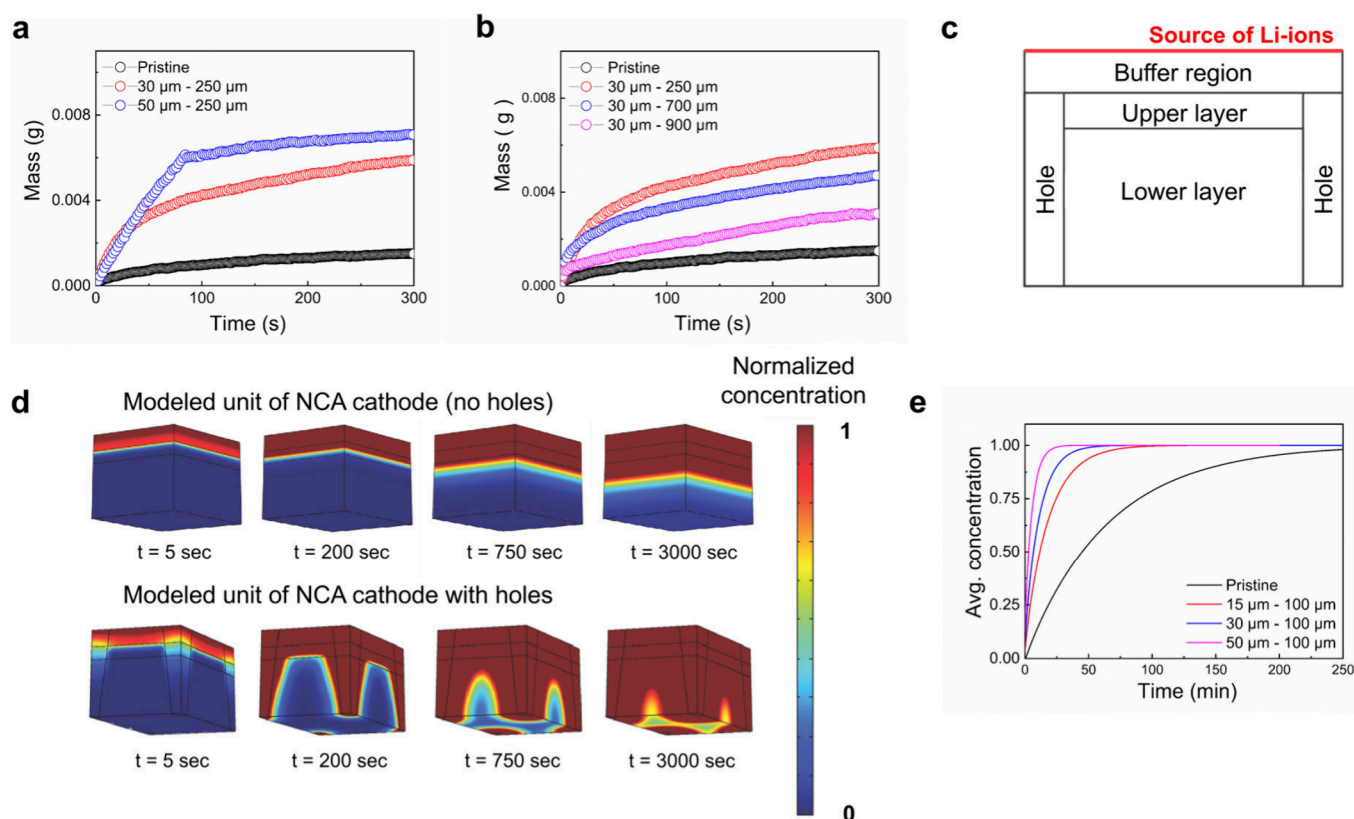 a
Pristine
30 μm - 250 μm
50 μm - 250 μm
0.008
0.004
0.000
Mass (g)
0
100
200
300
Time (s)
b
Pristine
30 μm - 250 μm
30 μm - 700 μm
30 μm - 900 μm
0.008
0.004
0.000
Mass ( g )
0
100
200
300
Time (s)
c
Source of Li-ions
Buffer region
Upper layer
Hole
Lower layer
Hole
d
Modeled unit of NCA cathode (no holes)
t = 5 sec
t = 200 sec
t = 750 sec
t = 3000 sec
Modeled unit of NCA cathode with holes
t = 5 sec
t = 200 sec
t = 750 sec
t = 3000 sec
Normalized
concentration
1
0
e
1.00
0.75
0.50
0.25
0.00
Avg. concentration
Pristine
15 μm - 100 μm
30 μm - 100 μm
50 μm - 100 μm
0
50
100
150
200
250
Time (min)